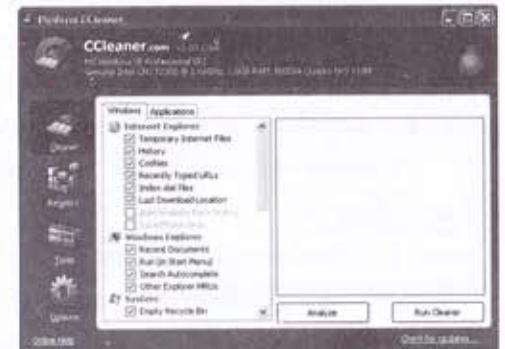 Piriform CCleaner
CCleaner.com
Windows
Applications
Internet Explorer
Temporary Internet Files
History
Cookies
Recently Typed URLs
Index.dat files
Last Download Location
Windows Explorer
Recent Documents
Run (in Start Menu)
Search Autocomplete
Other Explorer MRUs
System
Empty Recycle Bin
Cleaner
Registry
Tools
Options
Analyze
Run Cleaner
Online Help
Check for updates...